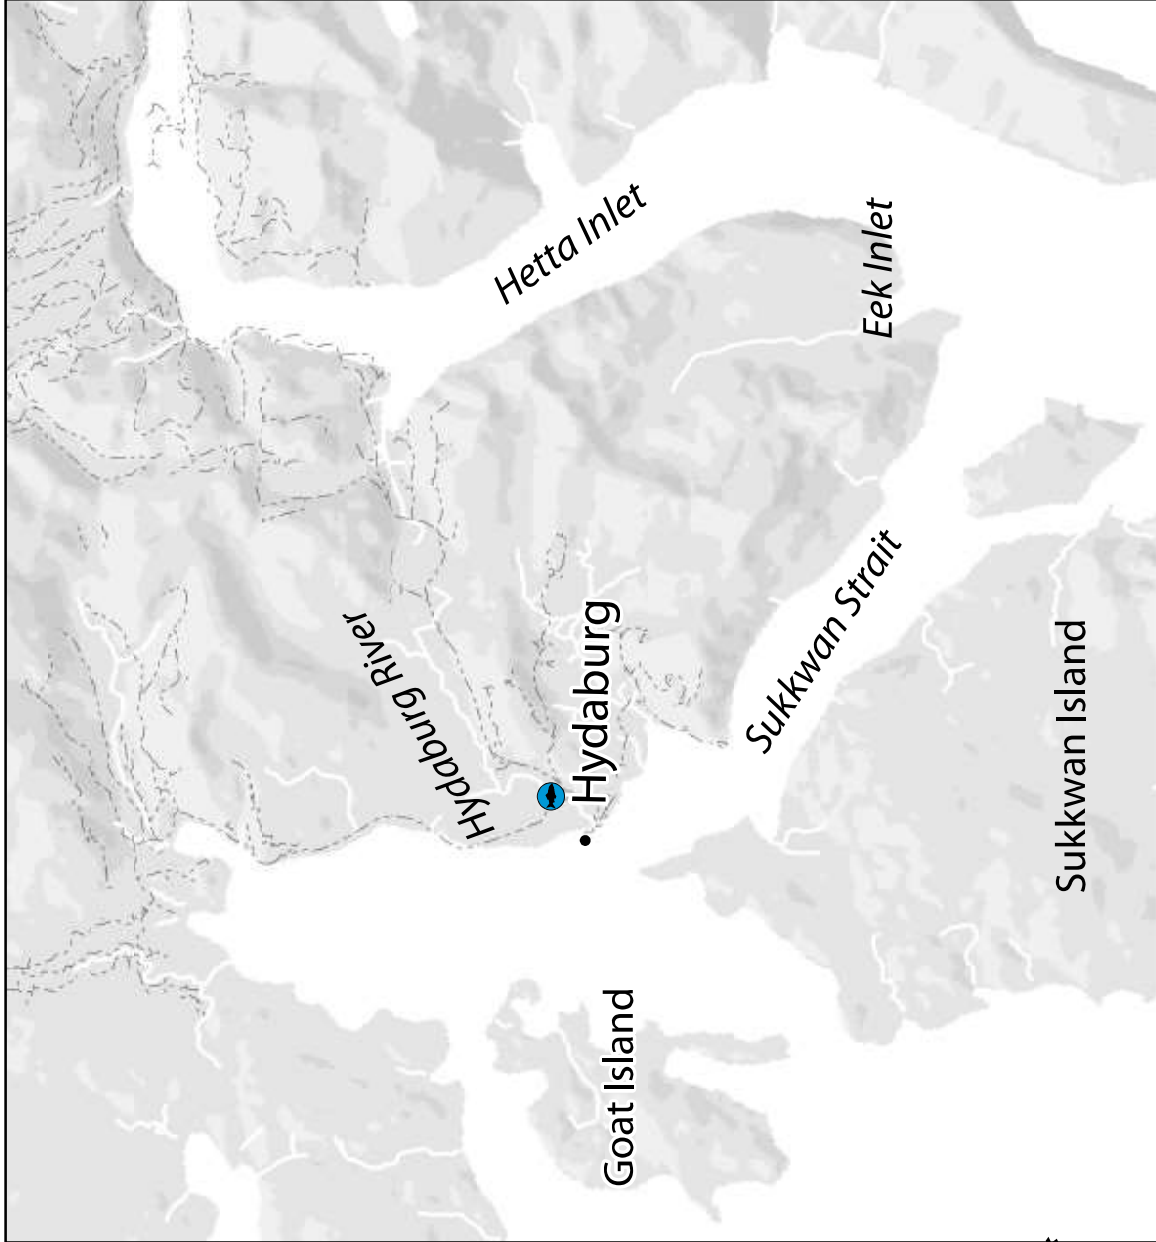 Hetta Inlet
Eek Inlet
Hydaburg River
Hydaburg
Sukkwan Strait
Sukkwan Island
Goat Island